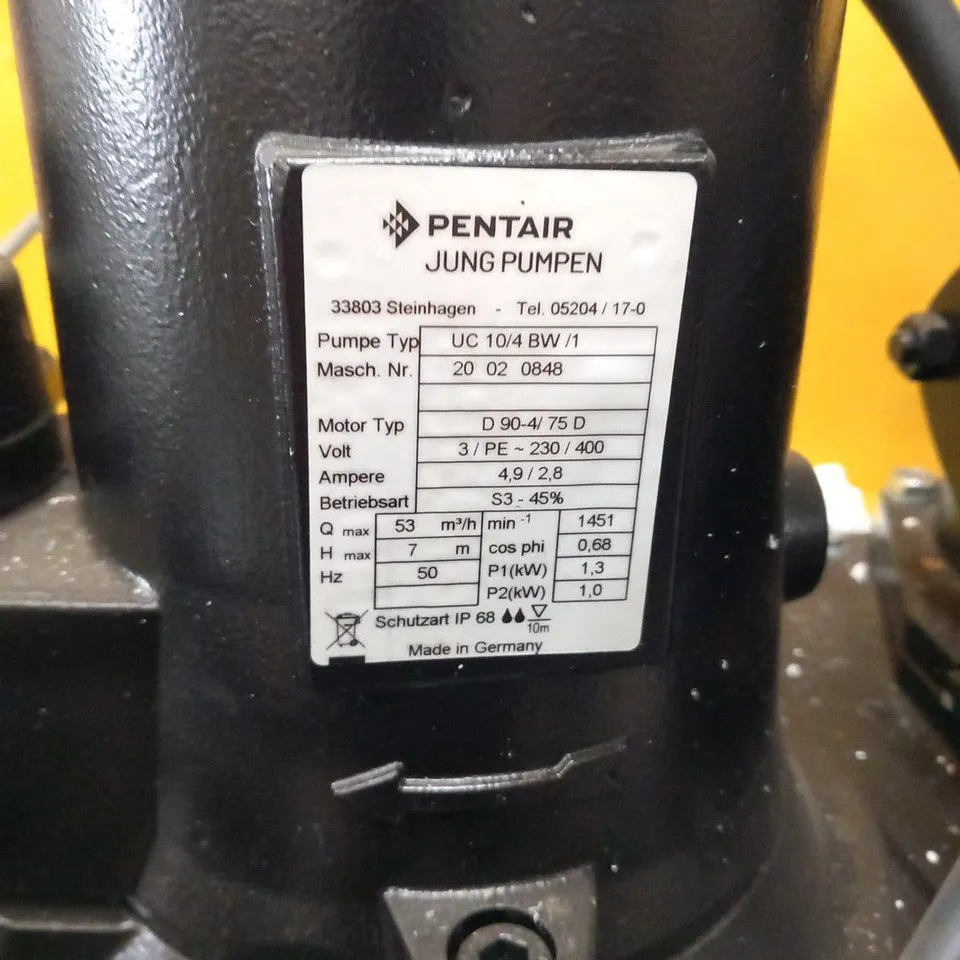 PENTAIR
JUNG PUMPEN
33803 Steinhagen - Tel. 05204 / 17-0
Pumpe Typ UC 10/4 BW /1
Masch. Nr. 20 02 0848
Motor Typ D 90-4/ 75 D
Volt 3 / PE ~ 230 / 400
Ampere 4,9 / 2,8
Betriebsart S3 - 45%
Q max 53 m³/h min -1 1451
H max 7 m cos phi 0,68
Hz 50 P1(kW) 1,3
P2(kW) 1,0
Schutzart IP 68 10m
Made in Germany